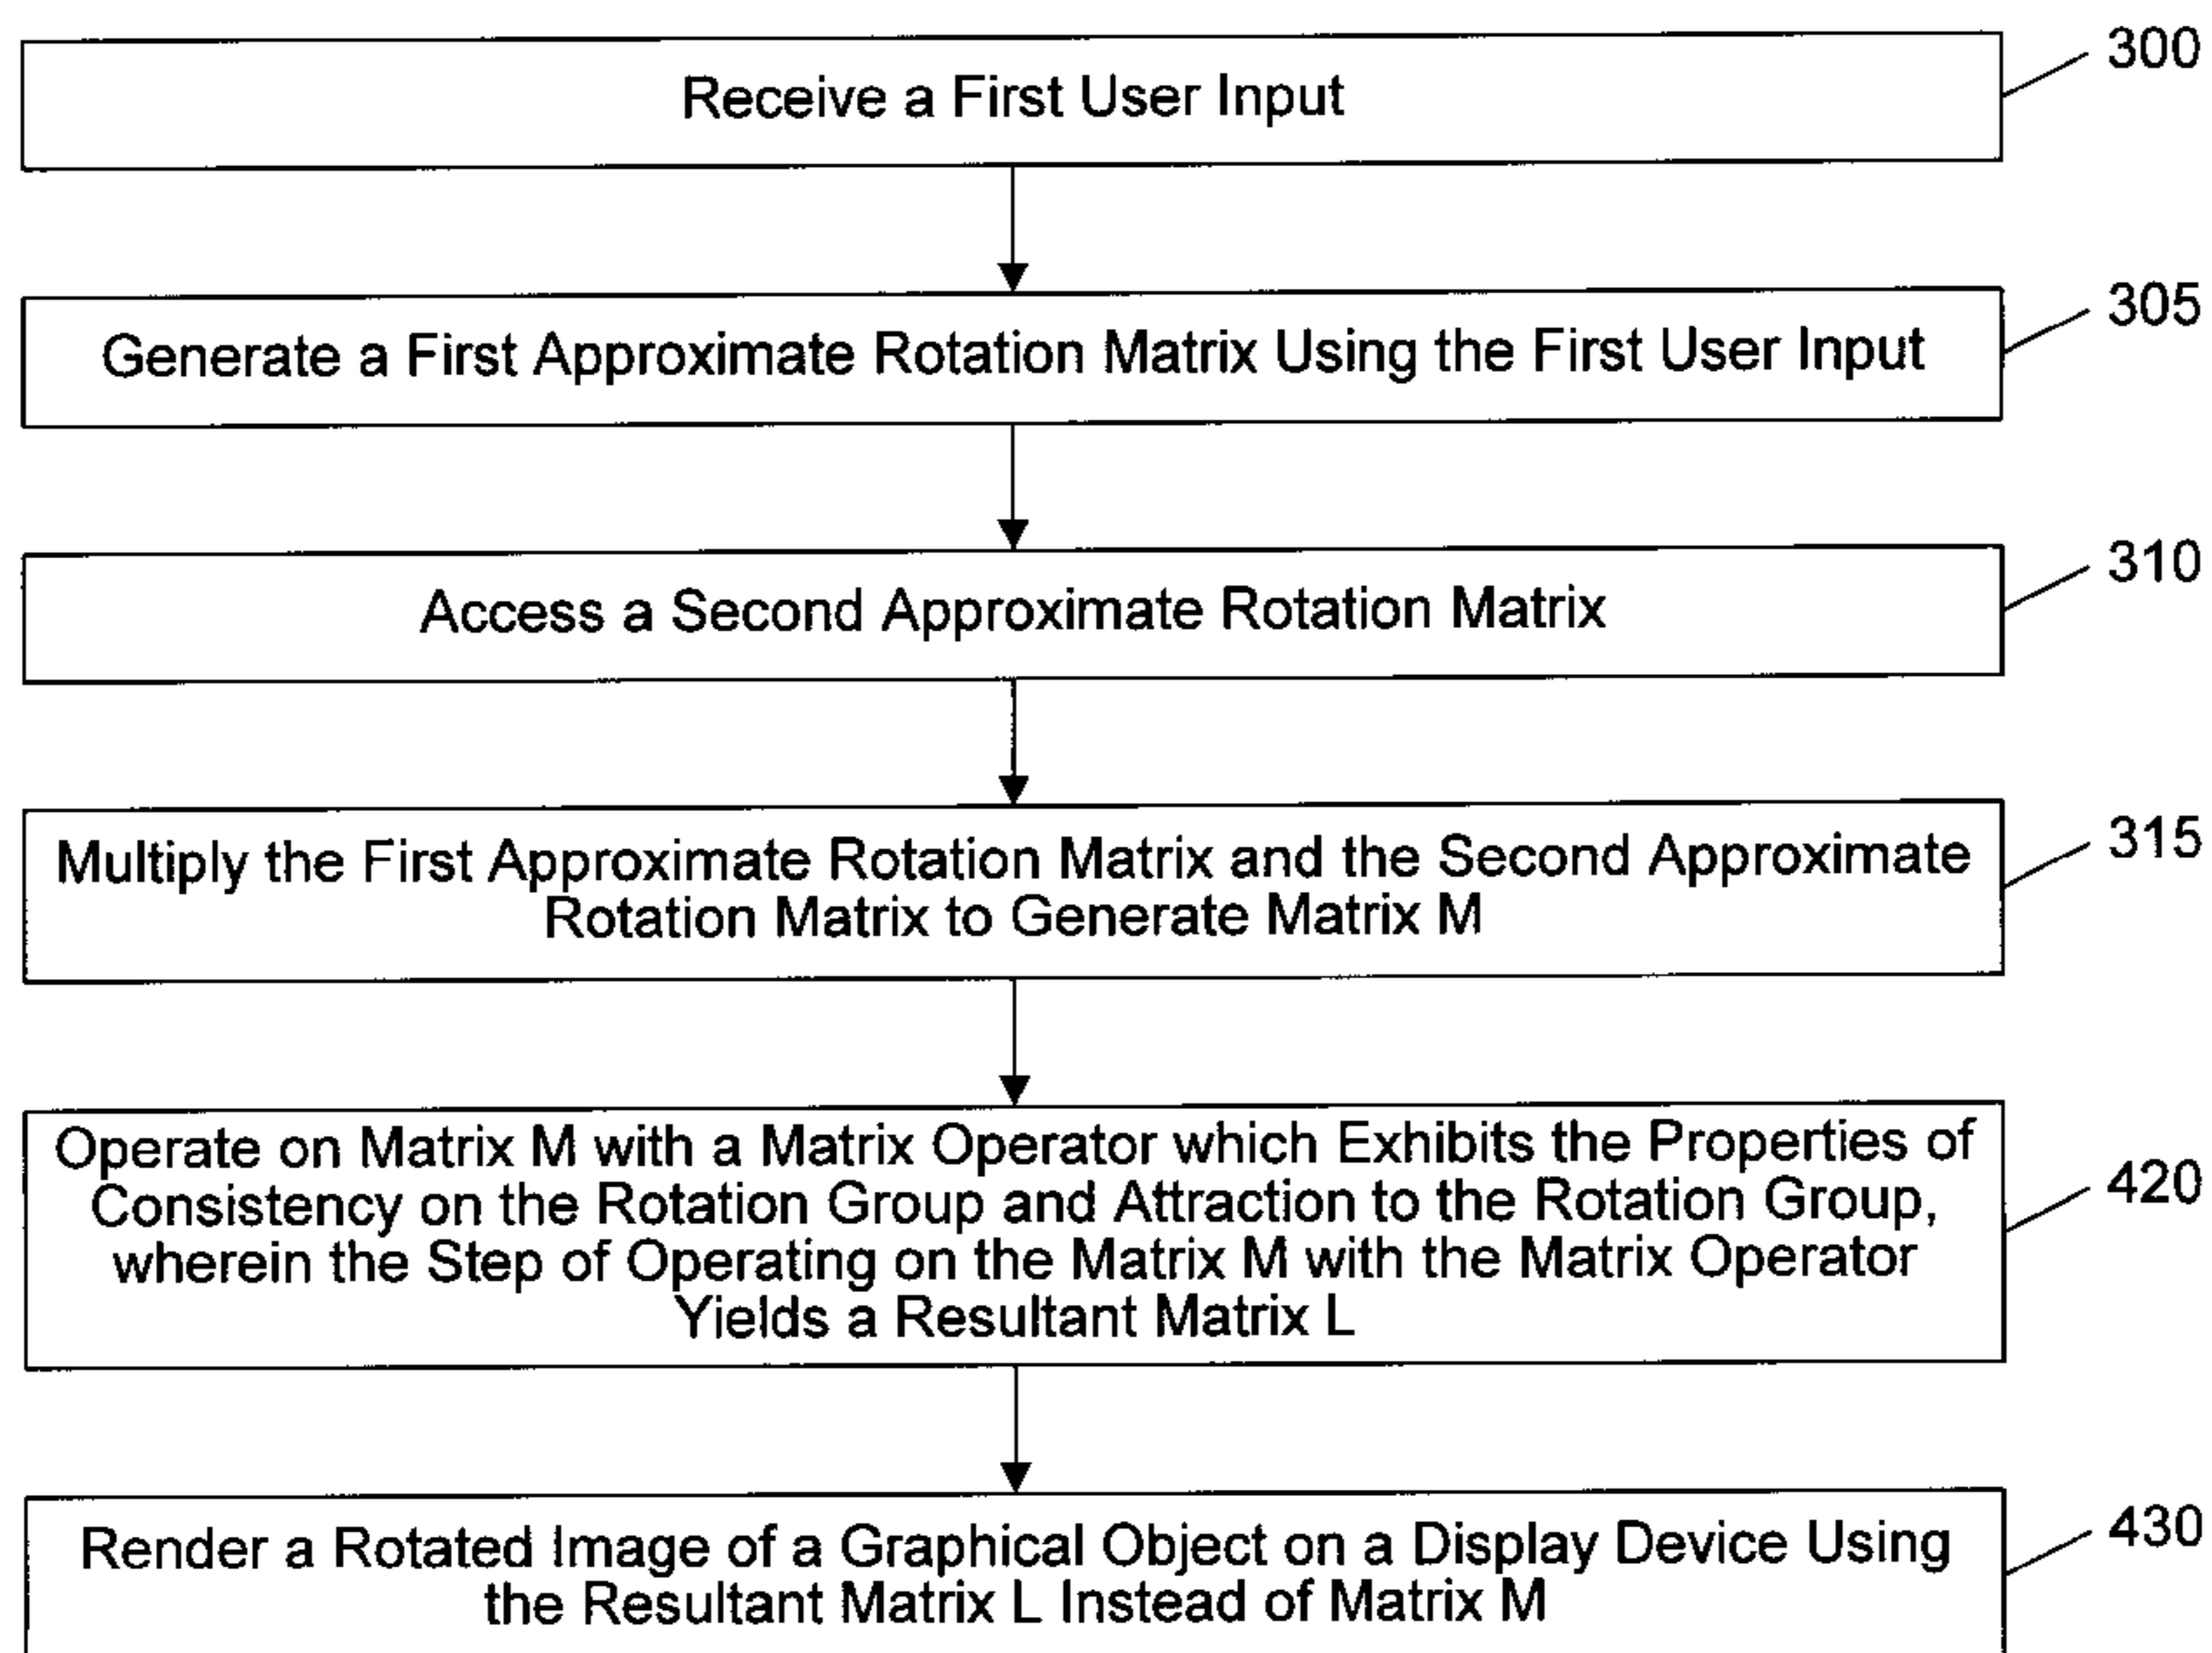 300
Receive a First User Input
305
Generate a First Approximate Rotation Matrix Using the First User Input
310
Access a Second Approximate Rotation Matrix
315
Multiply the First Approximate Rotation Matrix and the Second Approximate
Rotation Matrix to Generate Matrix M
420
Operate on Matrix M with a Matrix Operator which Exhibits the Properties of
Consistency on the Rotation Group and Attraction to the Rotation Group,
wherein the Step of Operating on the Matrix M with the Matrix Operator
Yields a Resultant Matrix L
430
Render a Rotated Image of a Graphical Object on a Display Device Using
the Resultant Matrix L Instead of Matrix M